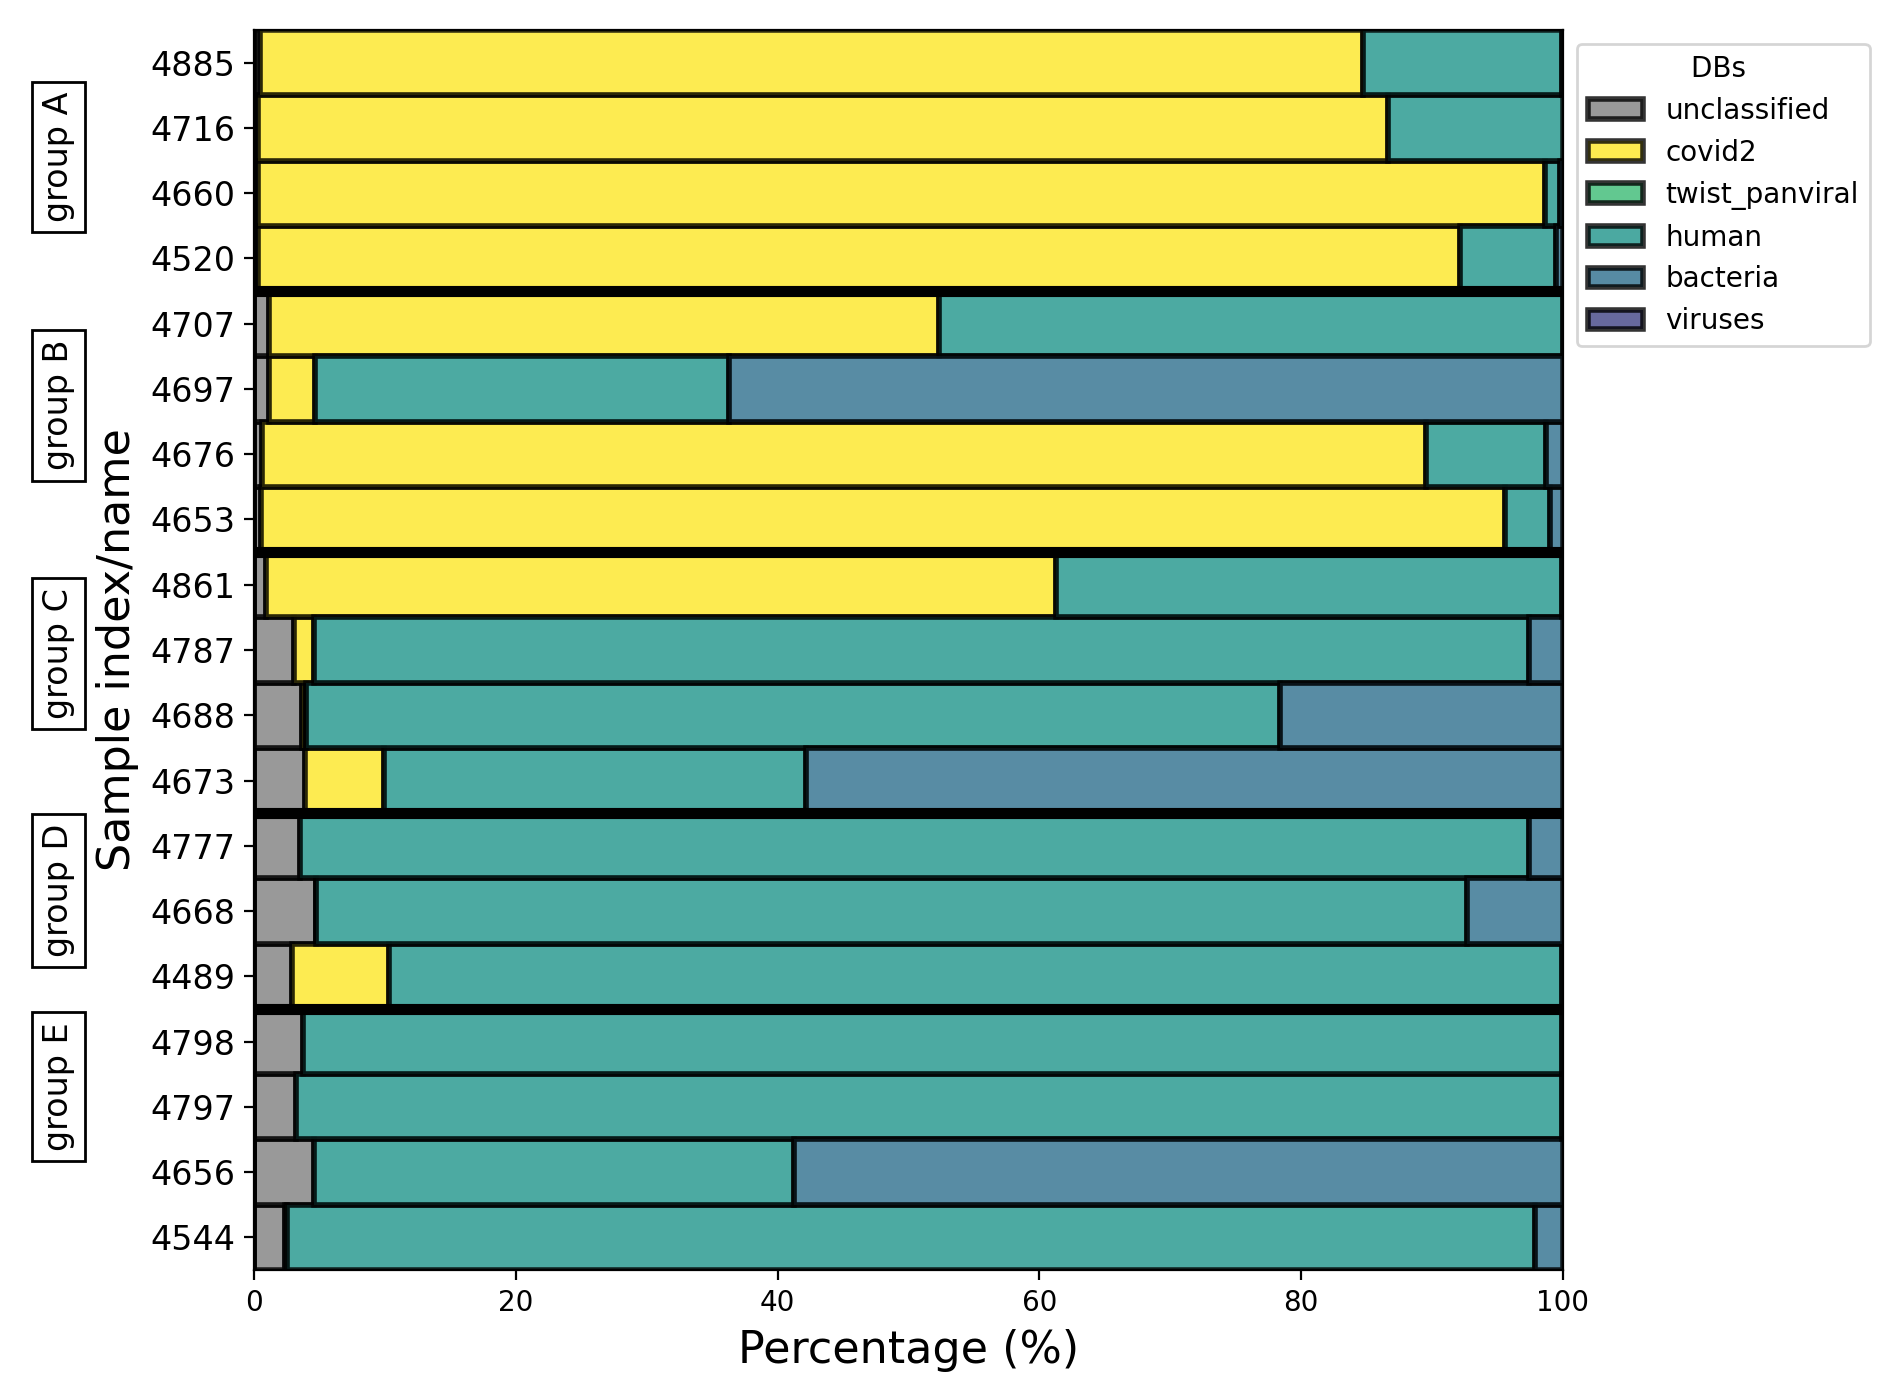 group A
group B
group C
group D
group E
Sample index/name
4885
4716
4660
4520
4707
4697
4676
4653
4861
4787
4688
4673
4777
4668
4489
4798
4797
4656
4544
0 20 40 60 80 100
Percentage (%)
DBs
unclassified
covid2
twist_panviral
human
bacteria
viruses